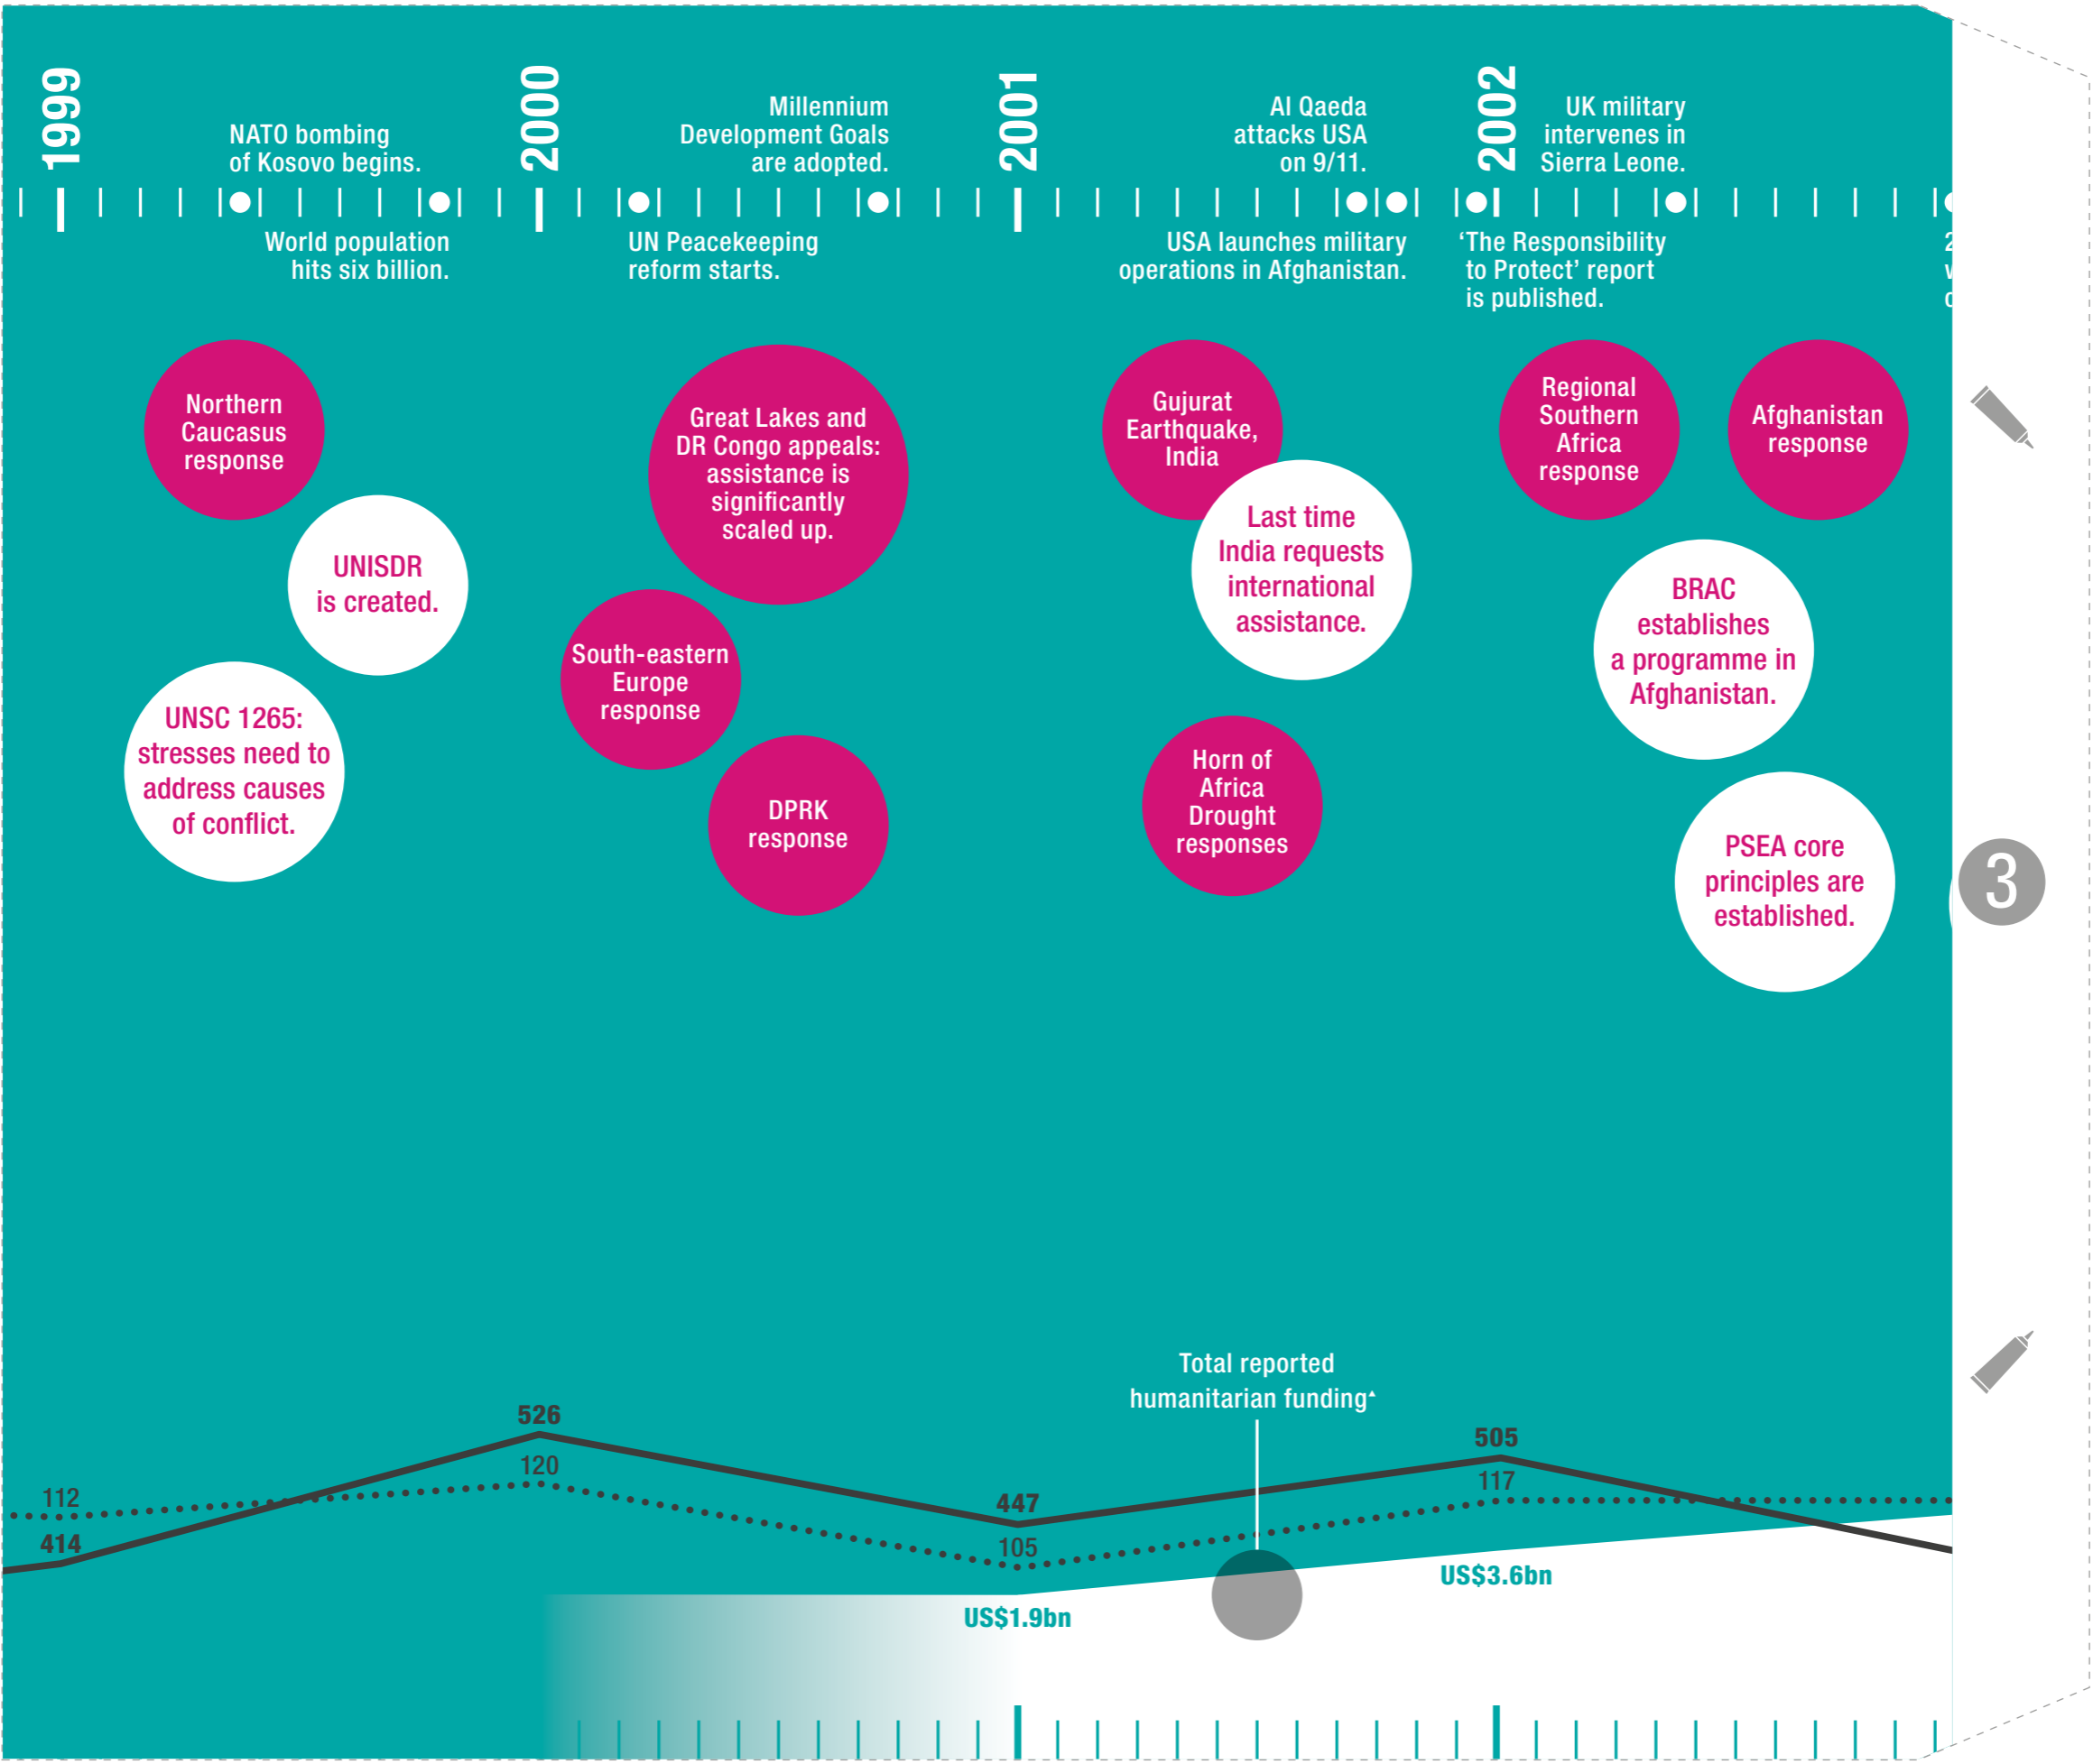 1999
2000
2001
2002
NATO bombing
of Kosovo begins.
Millennium
Development Goals
are adopted.
Al Qaeda
attacks USA
on 9/11.
UK military
intervenes in
Sierra Leone.
World population
hits six billion.
UN Peacekeeping
reform starts.
USA launches military
operations in Afghanistan.
‘The Responsibility
to Protect’ report
is published.
Northern
Caucasus
response
Great Lakes and
DR Congo appeals:
assistance is
significantly
scaled up.
Gujurat
Earthquake,
India
Regional
Southern
Africa
response
Afghanistan
response
UNISDR
is created.
Last time
India requests
international
assistance.
BRAC
establishes
a programme in
Afghanistan.
South-eastern
Europe
response
UNSC 1265:
stresses need to
address causes
of conflict.
DPRK
response
Horn of
Africa
Drought
responses
PSEA core
principles are
established.
3
Total reported
humanitarian funding▲
526
120
112
414
447
105
505
117
US$1.9bn
US$3.6bn